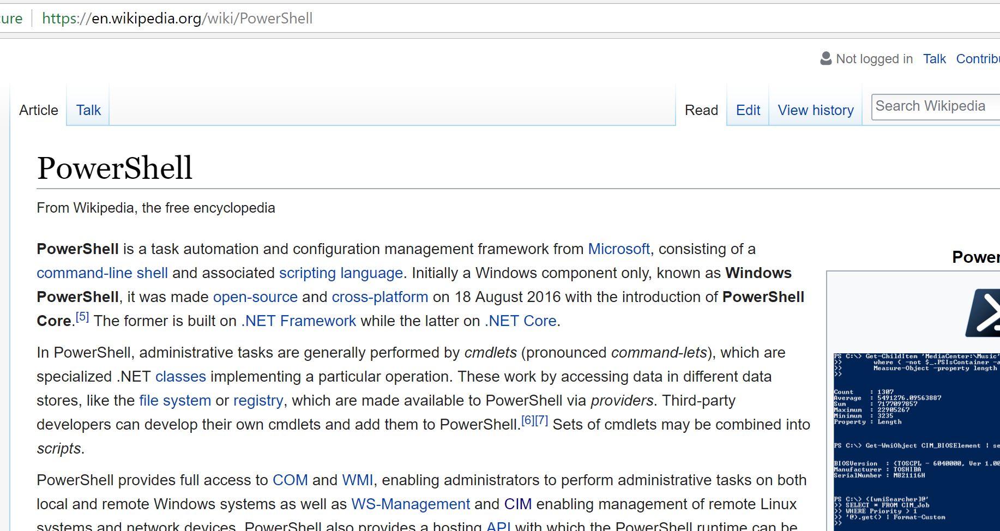 ure https://en.wikipedia.org/wiki/PowerShell
Not logged in Talk
Article Talk Read Edit View history Search Wikipedia
PowerShell
From Wikipedia, the free encyclopedia
PowerShell is a task automation and configuration management framework from Microsoft, consisting of a
command-line shell and associated scripting language. Initially a Windows component only, known as Windows
PowerShell, it was made open-source and cross-platform on 18 August 2016 with the introduction of PowerShell
Core.[5] The former is built on .NET Framework while the latter on .NET Core.
In PowerShell, administrative tasks are generally performed by cmdlets (pronounced command-lets), which are
specialized .NET classes implementing a particular operation. These work by accessing data in different data
stores, like the file system or registry, which are made available to PowerShell via providers. Third-party
developers can develop their own cmdlets and add them to PowerShell.[6][7] Sets of cmdlets may be combined into
scripts.
PowerShell provides full access to COM and WMI, enabling administrators to perform administrative tasks on both
local and remote Windows systems as well as WS-Management and CIM enabling management of remote Linux
systems and network devices. PowerShell also provides a hosting API with which the PowerShell runtime can be
Power
PS C:\> Get-ChildItem 'MediaCenter:\Music'
>> where { -not $_.PSIsContainer -a
>> Measure-Object -property length
>>
Count : 1307
Average : 5491276.09563887
Sum : 7177097857
Maximum : 22905267
Minimum : 3235
Property : Length
PS C:\> Get-WmiObject CIM_BIOSElement | se
BIOSVersion : {TOSCPL - 6040000, Ver 1.00
Manufacturer : TOSHIBA
SerialNumber : M821116H
PS C:\> ([wmiSearcher]@'
>> SELECT * FROM CIM_Job
>> WHERE Priority > 1
>> '@).get() | Format-Custom
>>